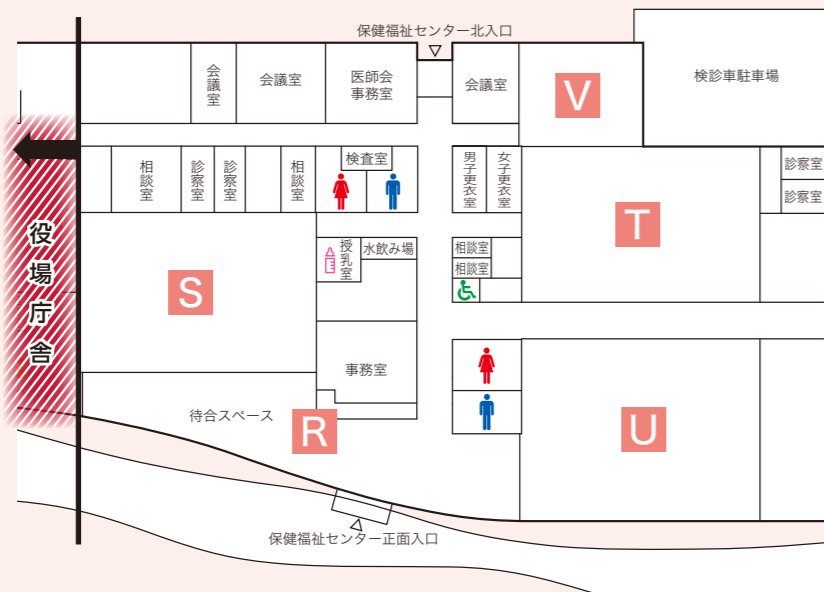 保健福祉センター北入口
会議室
会議室
医師会
事務室
会議室
V
検診車駐車場
相談室
診察室
診察室
相談室
検査室
男子更衣室
女子更衣室
T
診察室
診察室
役場庁舎
S
授乳室
水飲み場
相談室
相談室
事務室
待合スペース
R
U
保健福祉センター正面入口